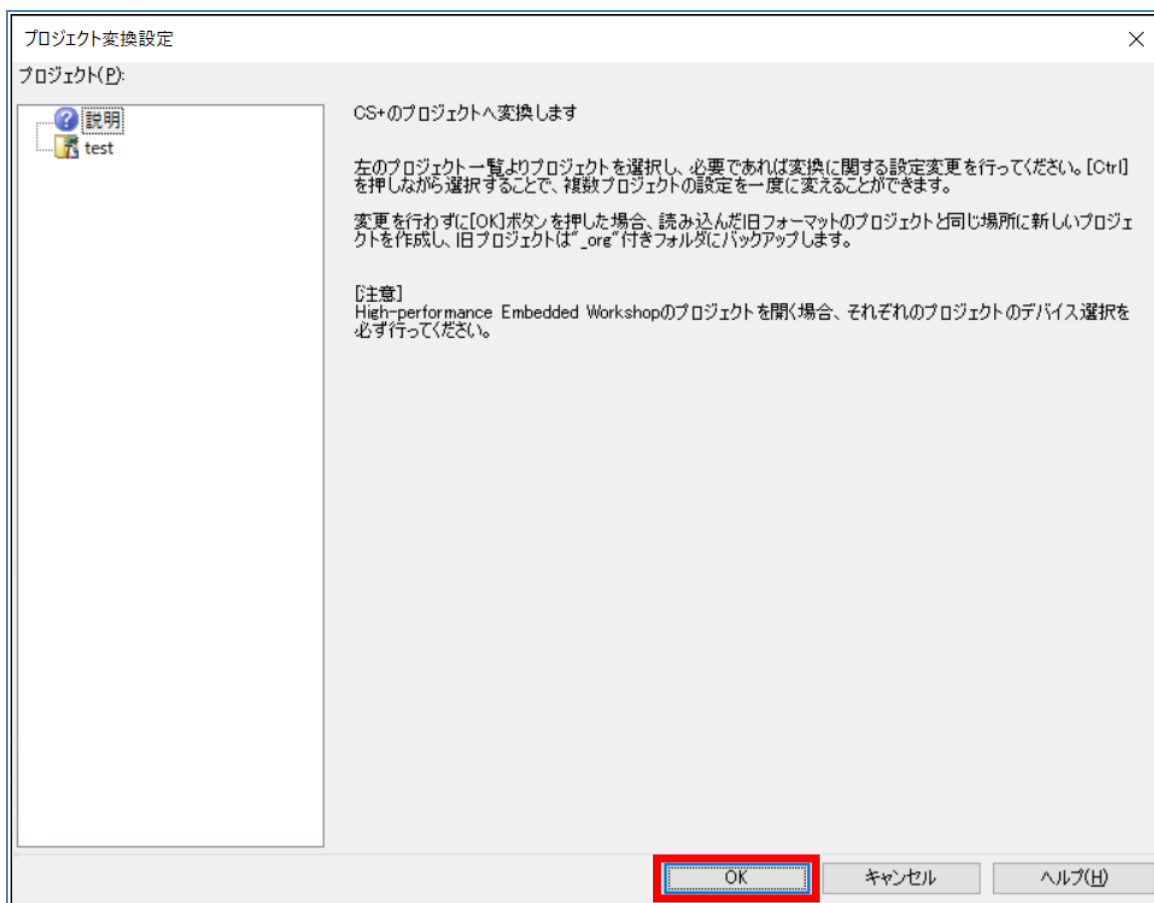 プロジェクト変換設定
プロジェクト(P):
説明
test
CS+のプロジェクトへ変換します
左のプロジェクト一覧よりプロジェクトを選択し、必要であれば変換に関する設定変更を行ってください。[Ctrl]
を押しながら選択することで、複数プロジェクトの設定を一度に変えることができます。
変更を行わずに[OK]ボタンを押した場合、読み込んだ旧フォーマットのプロジェクトと同じ場所に新しいプロジェ
クトを作成し、旧プロジェクトは"_org"付きフォルダにバックアップします。
[注意]
High-performance Embedded Workshopのプロジェクトを開く場合、それぞれのプロジェクトのデバイス選択を
必ず行ってください。
OK
キャンセル
ヘルプ(H)